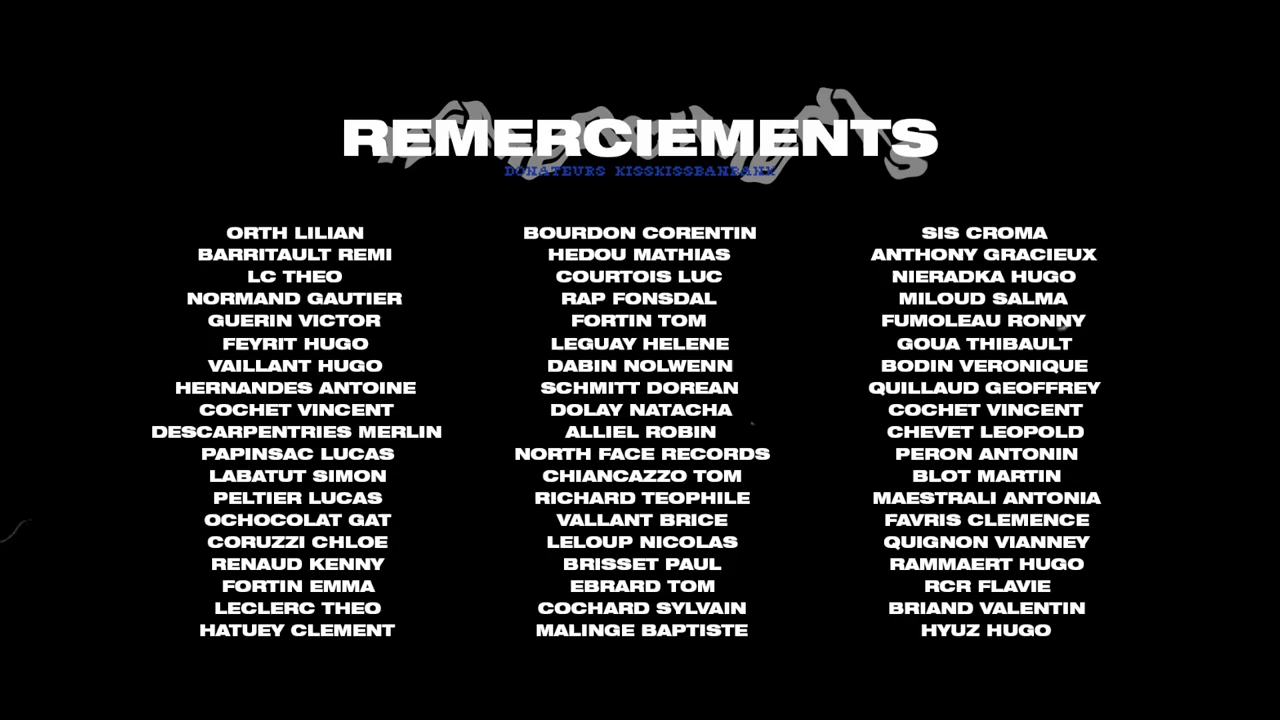 REMERCIEMENTS
DONATEURS KISSKISSBANBANK
ORTH LILIAN
BARRITAULT REMI
LC THEO
NORMAND GAUTIER
GUERIN VICTOR
FEYRIT HUGO
VAILLANT HUGO
HERNANDES ANTOINE
COCHET VINCENT
DESCARPENTRIES MERLIN
PAPINSAC LUCAS
LABATUT SIMON
PELTIER LUCAS
OCHOCOLAT GAT
CORUZZI CHLOE
RENAUD KENNY
FORTIN EMMA
LECLERC THEO
HATUEY CLEMENT
BOURDON CORENTIN
HEDOU MATHIAS
COURTOIS LUC
RAP FONSDAL
FORTIN TOM
LEGUAY HELENE
DABIN NOLWENN
SCHMITT DOREAN
DOLAY NATACHA
ALLIEL ROBIN
NORTH FACE RECORDS
CHIANCAZZO TOM
RICHARD TEOPHILE
VALLANT BRICE
LELOUP NICOLAS
BRISSET PAUL
EBRARD TOM
COCHARD SYLVAIN
MALINGE BAPTISTE
SIS CROMA
ANTHONY GRACIEUX
NIERADKA HUGO
MILOUD SALMA
FUMOLEAU RONNY
GOUA THIBAULT
BODIN VERONIQUE
QUILLAUD GEOFFREY
COCHET VINCENT
CHEVET LEOPOLD
PERON ANTONIN
BLOT MARTIN
MAESTRALI ANTONIA
FAVRIS CLEMENCE
QUIGNON VIANNEY
RAMMAERT HUGO
RCR FLAVIE
BRIAND VALENTIN
HYUZ HUGO